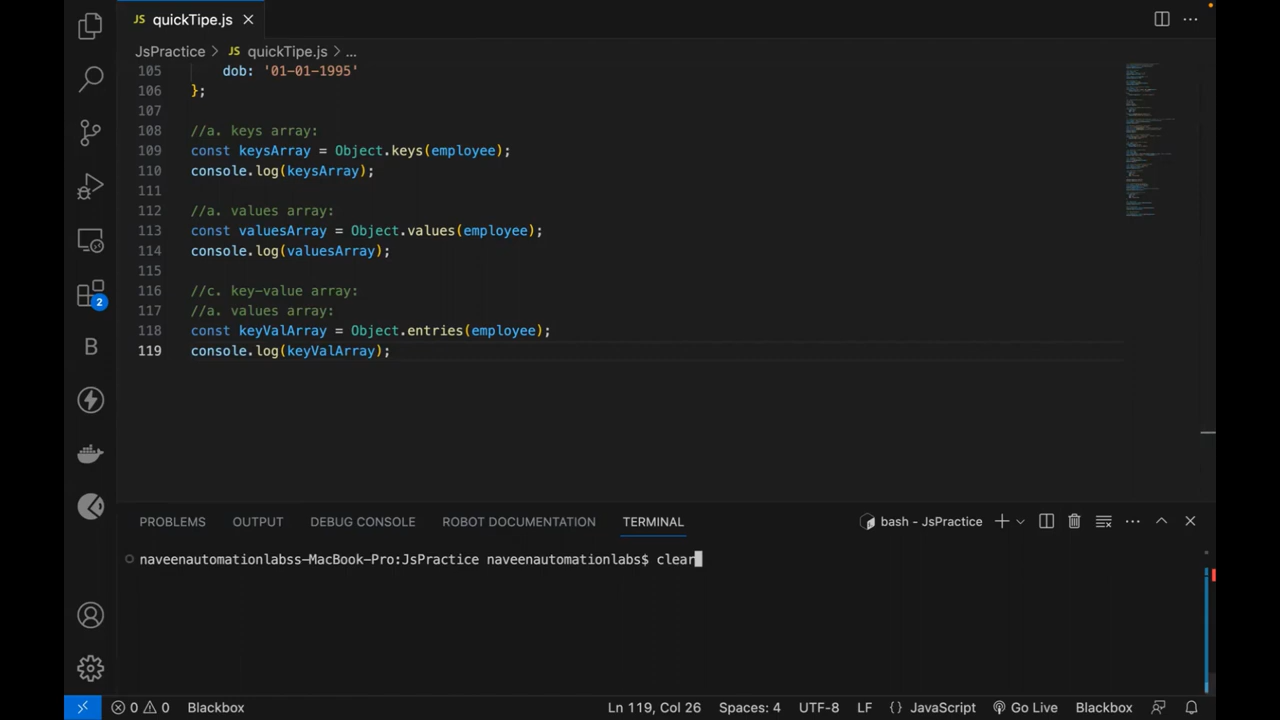 JS quickTipe.js
JsPractice > JS quickTipe.js > ...
105 dob: '01-01-1995'
106 };
107
108 //a. keys array:
109 const keysArray = Object.keys(employee);
110 console.log(keysArray);
111
112 //a. values array:
113 const valuesArray = Object.values(employee);
114 console.log(valuesArray);
115
116 //c. key-value array:
117 //a. values array:
118 const keyValArray = Object.entries(employee);
119 console.log(keyValArray);
2
B
PROBLEMS OUTPUT DEBUG CONSOLE ROBOT DOCUMENTATION TERMINAL bash - JsPractice
naveenautomationlabss-MacBook-Pro:JsPractice naveenautomationlabs$ clear
0 0 Blackbox Ln 119, Col 26 Spaces: 4 UTF-8 LF {} JavaScript Go Live Blackbox